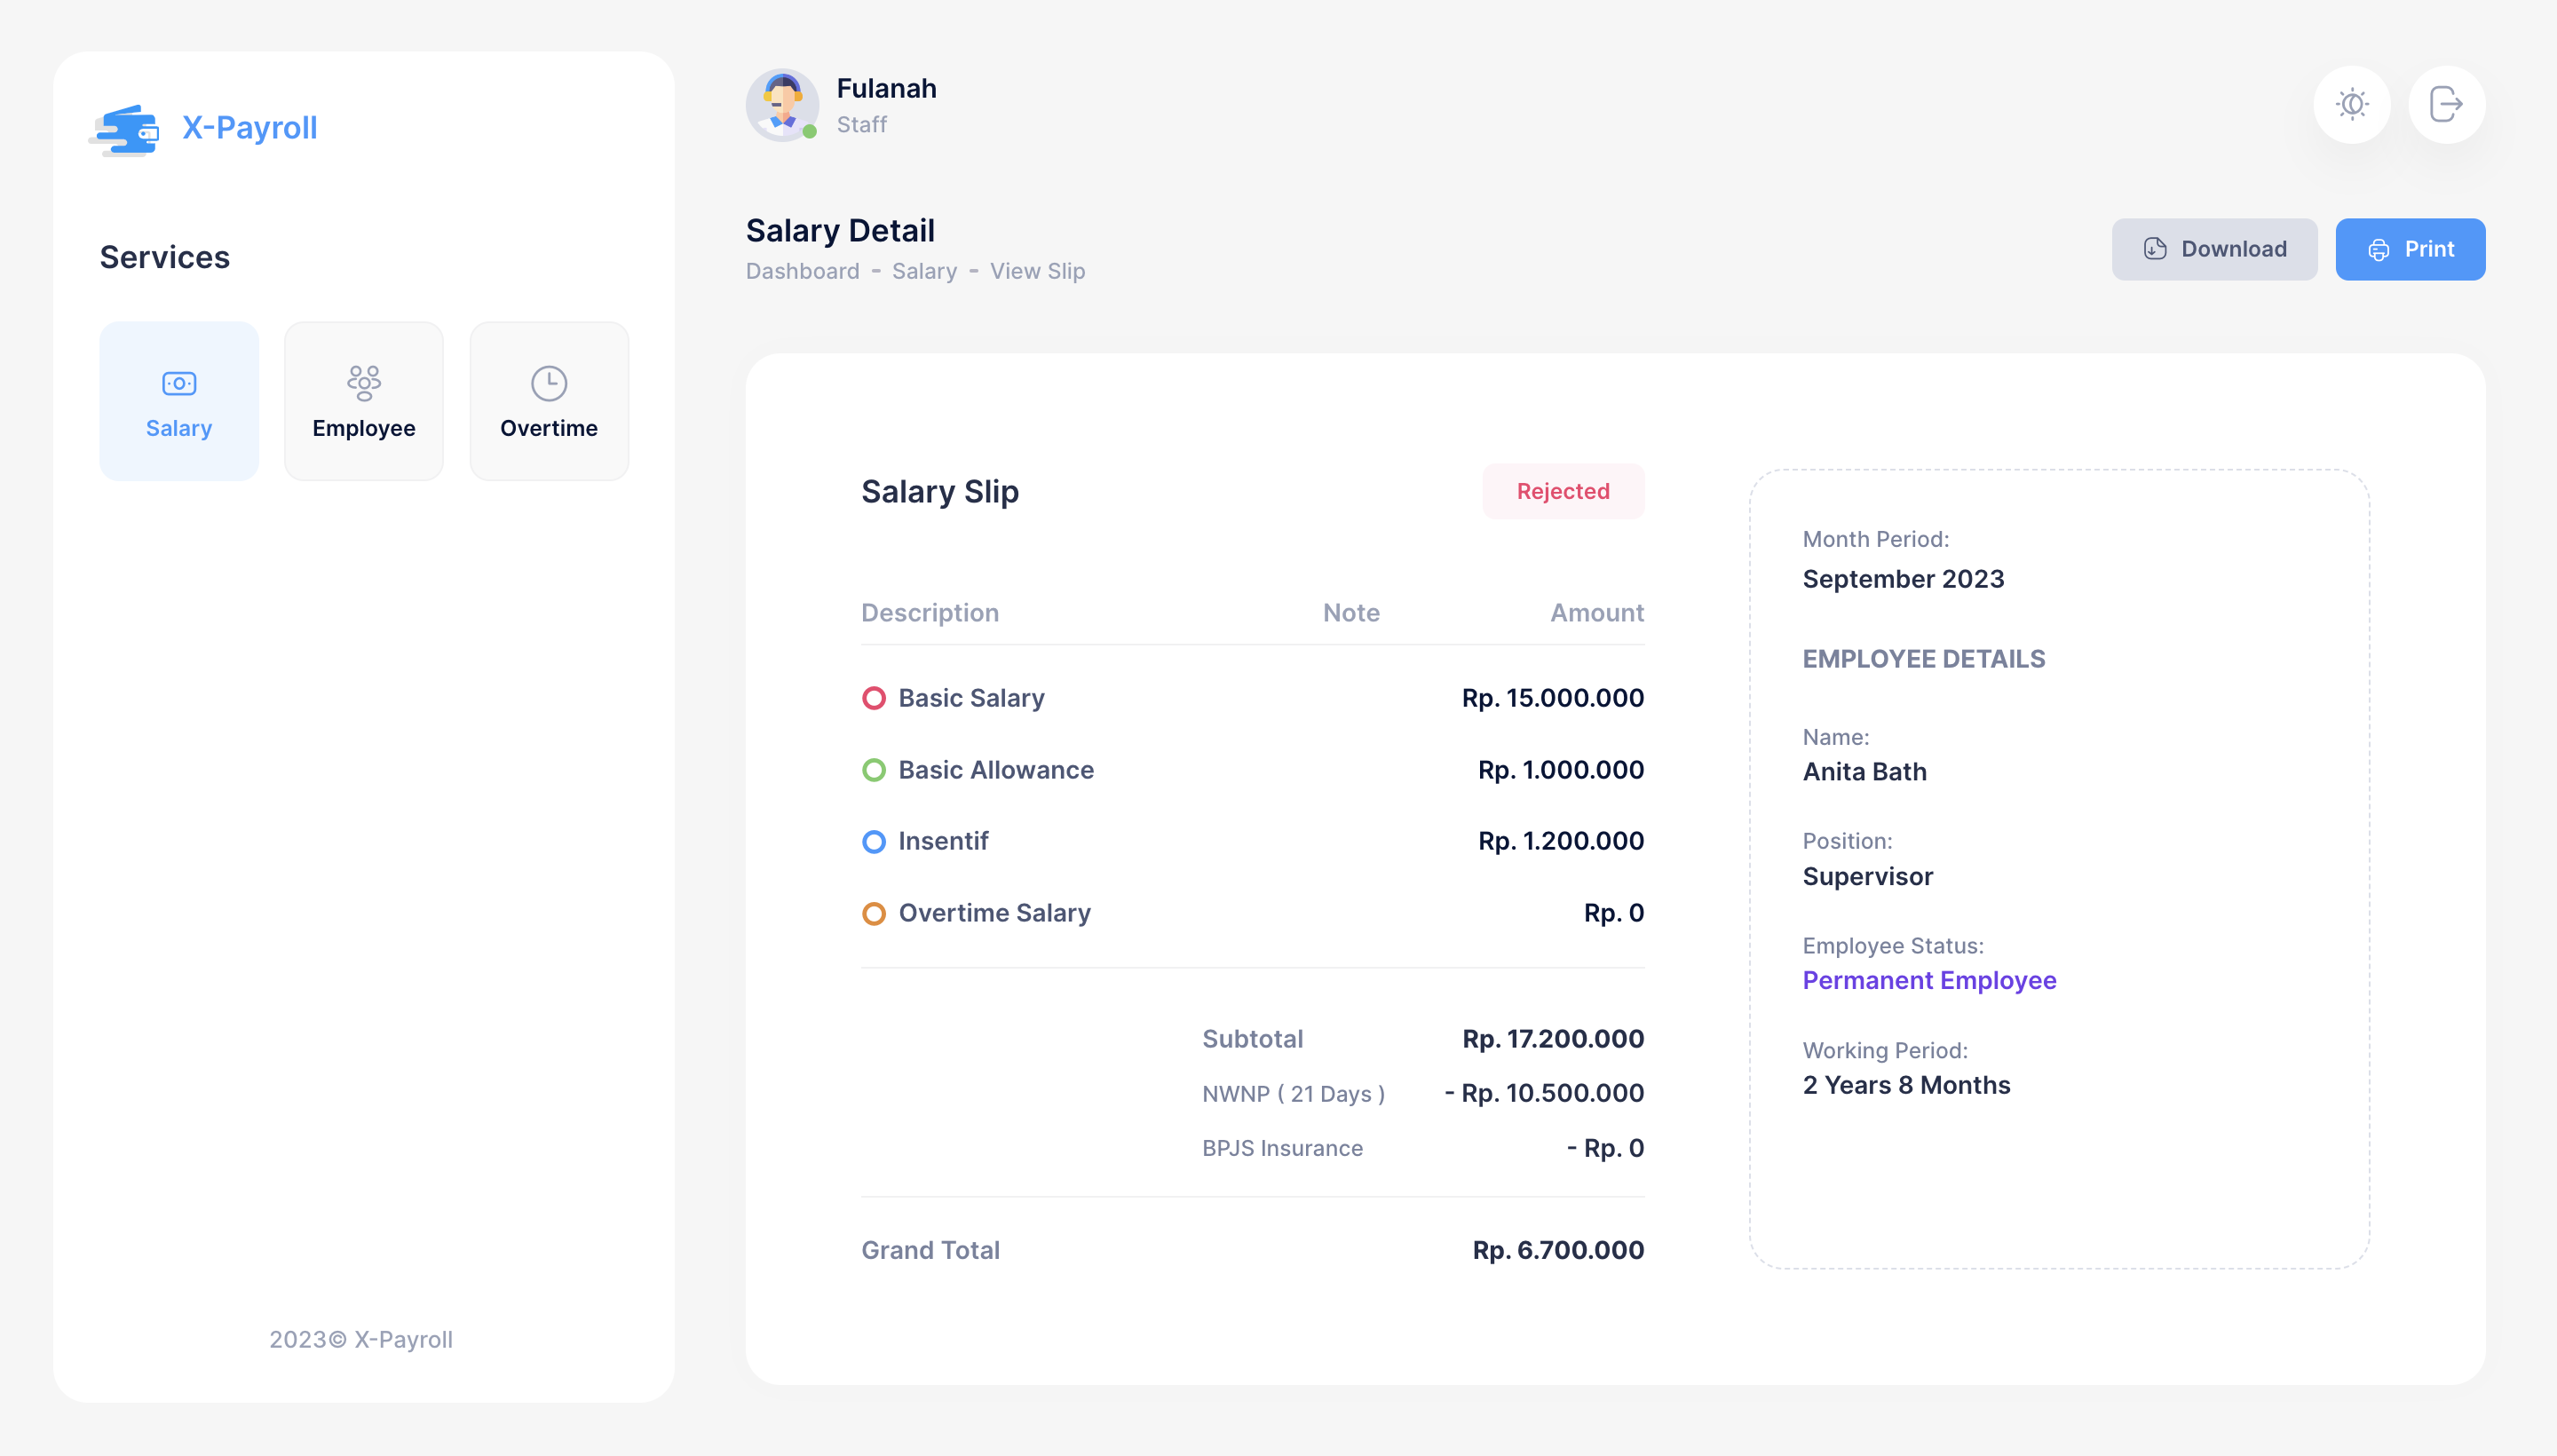 X-Payroll
Services
Salary
Employee
Overtime
2023© X-Payroll
Fulanah
Staff
Salary Detail
Dashboard - Salary - View Slip
Download
Print
Salary Slip
Rejected
Description Note Amount
Basic Salary Rp. 15.000.000
Basic Allowance Rp. 1.000.000
Insentif Rp. 1.200.000
Overtime Salary Rp. 0
Subtotal Rp. 17.200.000
NWNP ( 21 Days ) - Rp. 10.500.000
BPJS Insurance - Rp. 0
Grand Total Rp. 6.700.000
Month Period:
September 2023
EMPLOYEE DETAILS
Name:
Anita Bath
Position:
Supervisor
Employee Status:
Permanent Employee
Working Period:
2 Years 8 Months